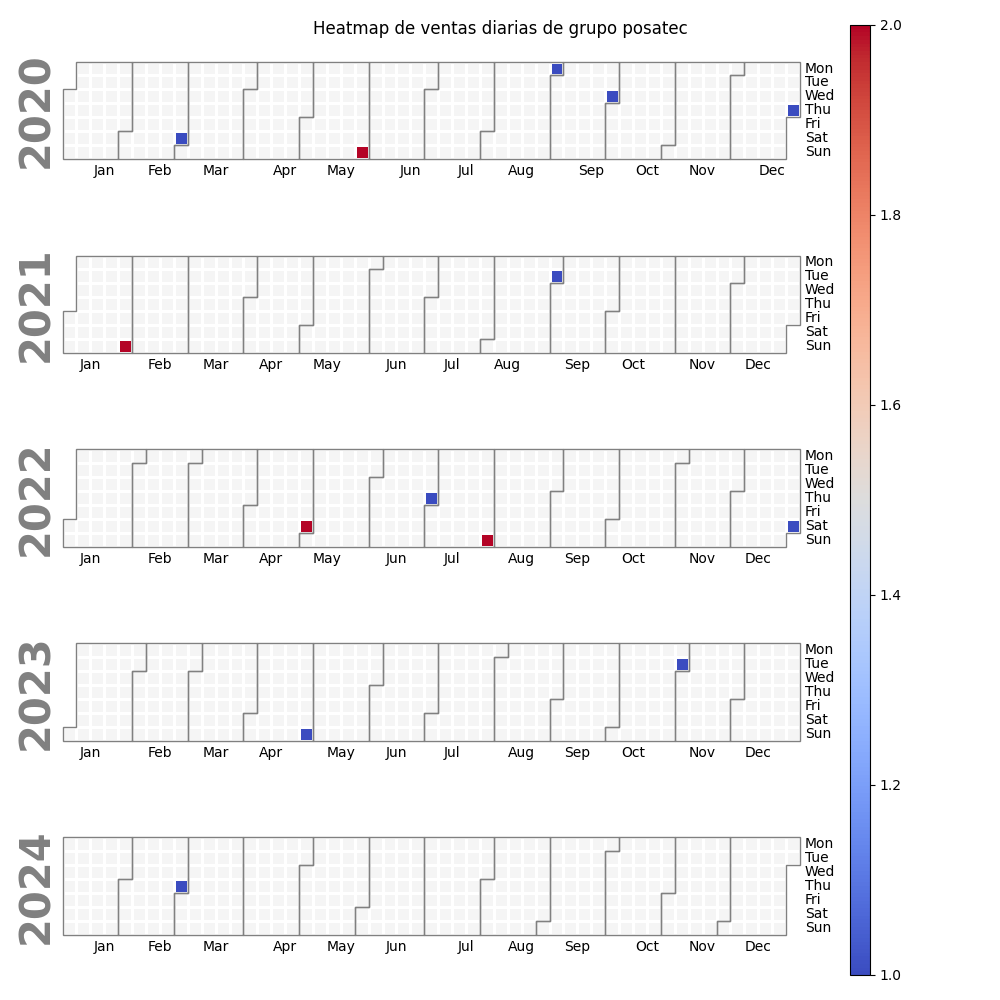 Heatmap de ventas diarias de grupo posatec
2020
Mon
Tue
Wed
Thu
Fri
Sat
Sun
Jan Feb Mar Apr May Jun Jul Aug Sep Oct Nov Dec
2021
Mon
Tue
Wed
Thu
Fri
Sat
Sun
Jan Feb Mar Apr May Jun Jul Aug Sep Oct Nov Dec
2022
Mon
Tue
Wed
Thu
Fri
Sat
Sun
Jan Feb Mar Apr May Jun Jul Aug Sep Oct Nov Dec
2023
Mon
Tue
Wed
Thu
Fri
Sat
Sun
Jan Feb Mar Apr May Jun Jul Aug Sep Oct Nov Dec
2024
Mon
Tue
Wed
Thu
Fri
Sat
Sun
Jan Feb Mar Apr May Jun Jul Aug Sep Oct Nov Dec
2.0
1.8
1.6
1.4
1.2
1.0